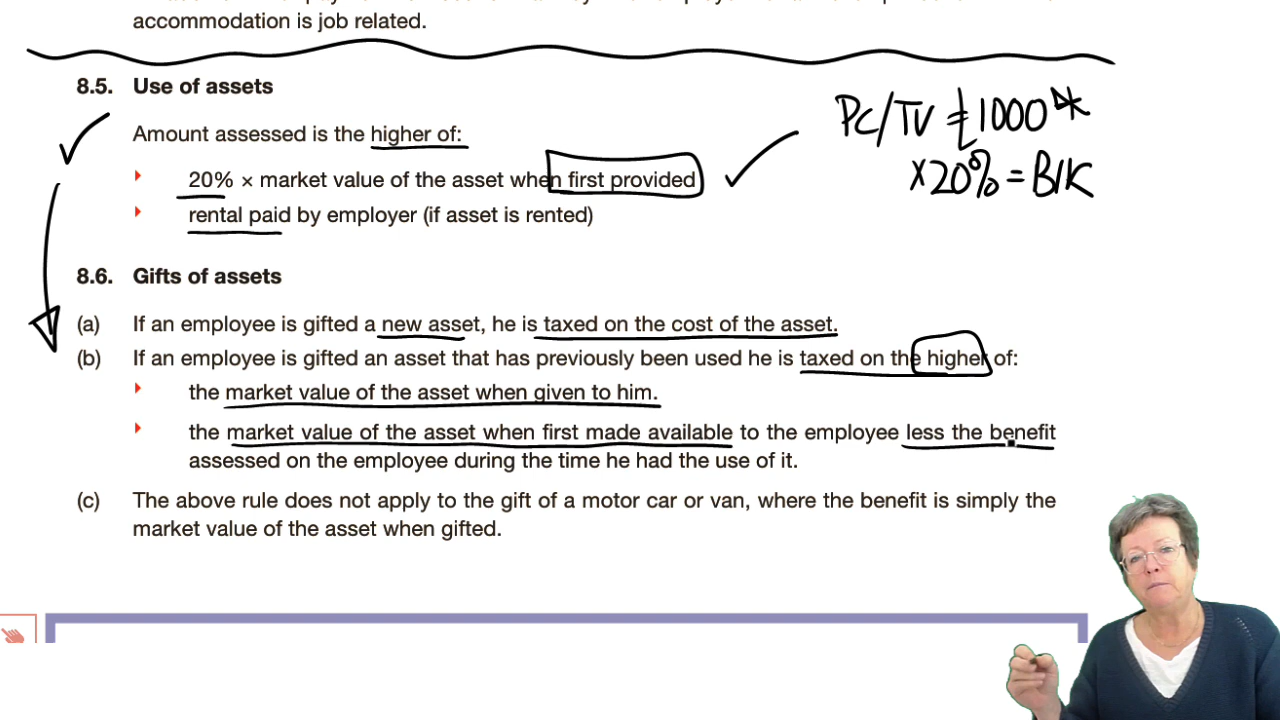 accommodation is job related.
8.5. Use of assets
PC/TV £1000
Amount assessed is the higher of:
20% × market value of the asset when first provided
×20% = BIK
rental paid by employer (if asset is rented)
8.6. Gifts of assets
(a) If an employee is gifted a new asset, he is taxed on the cost of the asset.
(b) If an employee is gifted an asset that has previously been used he is taxed on the higher of:
the market value of the asset when given to him.
the market value of the asset when first made available to the employee less the benefit
assessed on the employee during the time he had the use of it.
(c) The above rule does not apply to the gift of a motor car or van, where the benefit is simply the
market value of the asset when gifted.